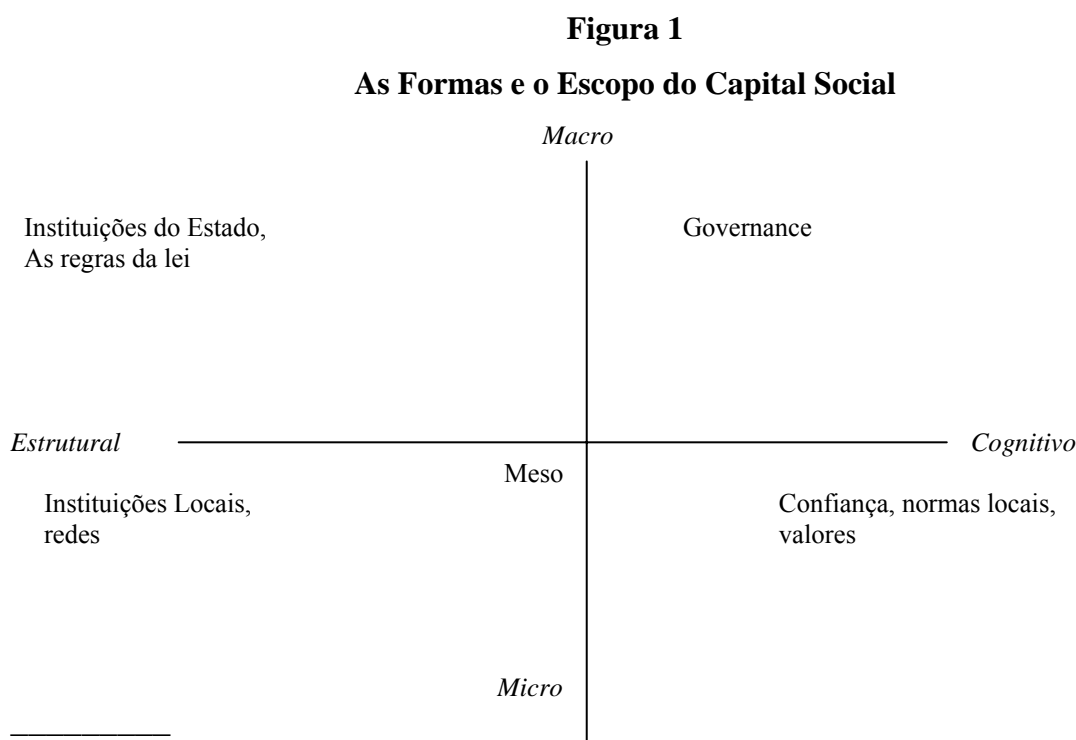 Figura 1
As Formas e o Escopo do Capital Social
Macro
Instituições do Estado,
As regras da lei
Governance
Estrutural
Cognitivo
Meso
Instituições Locais,
redes
Confiança, normas locais,
valores
Micro